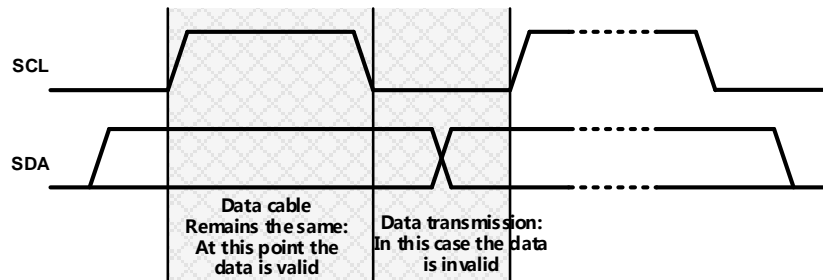 SCL
SDA
Data cable
Remains the same:
At this point the
data is valid
Data transmission:
In this case the data
is invalid